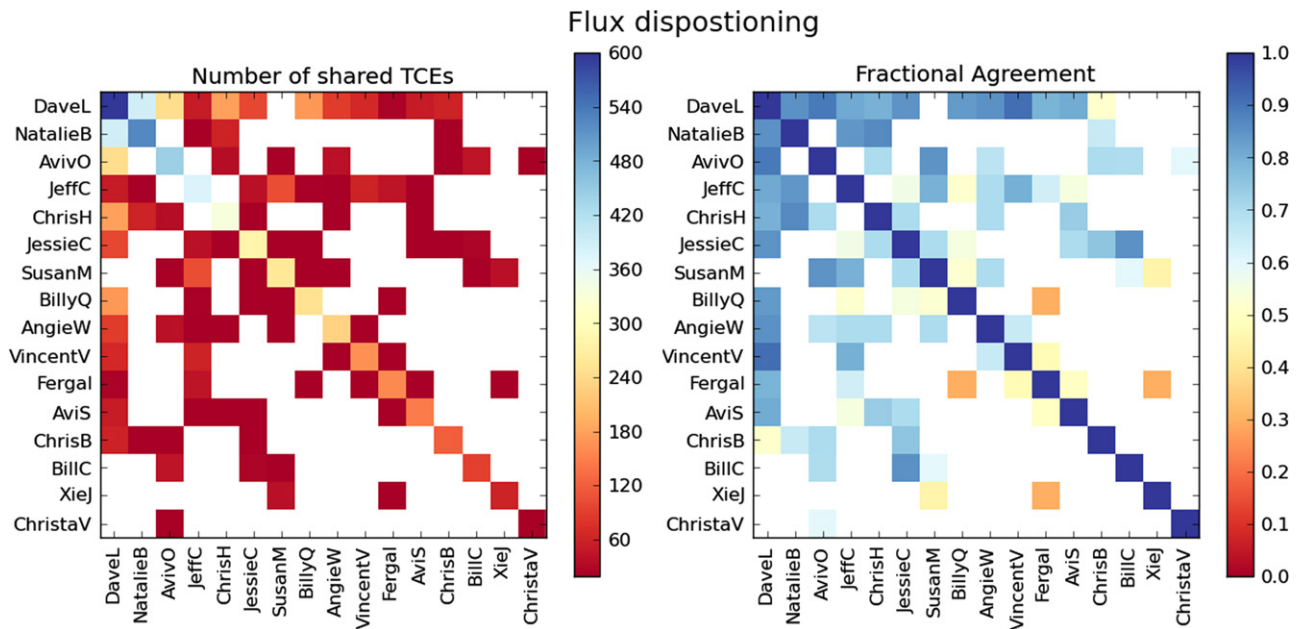 Flux dispostioning
Number of shared TCEs
DaveL
NatalieB
AvivO
JeffC
ChrisH
JessieC
SusanM
BillyQ
AngieW
VincentV
Fergal
AviS
ChrisB
BillC
XieJ
ChristaV
DaveL
NatalieB
AvivO
JeffC
ChrisH
JessieC
SusanM
BillyQ
AngieW
VincentV
Fergal
AviS
ChrisB
BillC
XieJ
ChristaV
600
540
480
420
360
300
240
180
120
60
Fractional Agreement
DaveL
NatalieB
AvivO
JeffC
ChrisH
JessieC
SusanM
BillyQ
AngieW
VincentV
Fergal
AviS
ChrisB
BillC
XieJ
ChristaV
DaveL
NatalieB
AvivO
JeffC
ChrisH
JessieC
SusanM
BillyQ
AngieW
VincentV
Fergal
AviS
ChrisB
BillC
XieJ
ChristaV
1.0
0.9
0.8
0.7
0.6
0.5
0.4
0.3
0.2
0.1
0.0